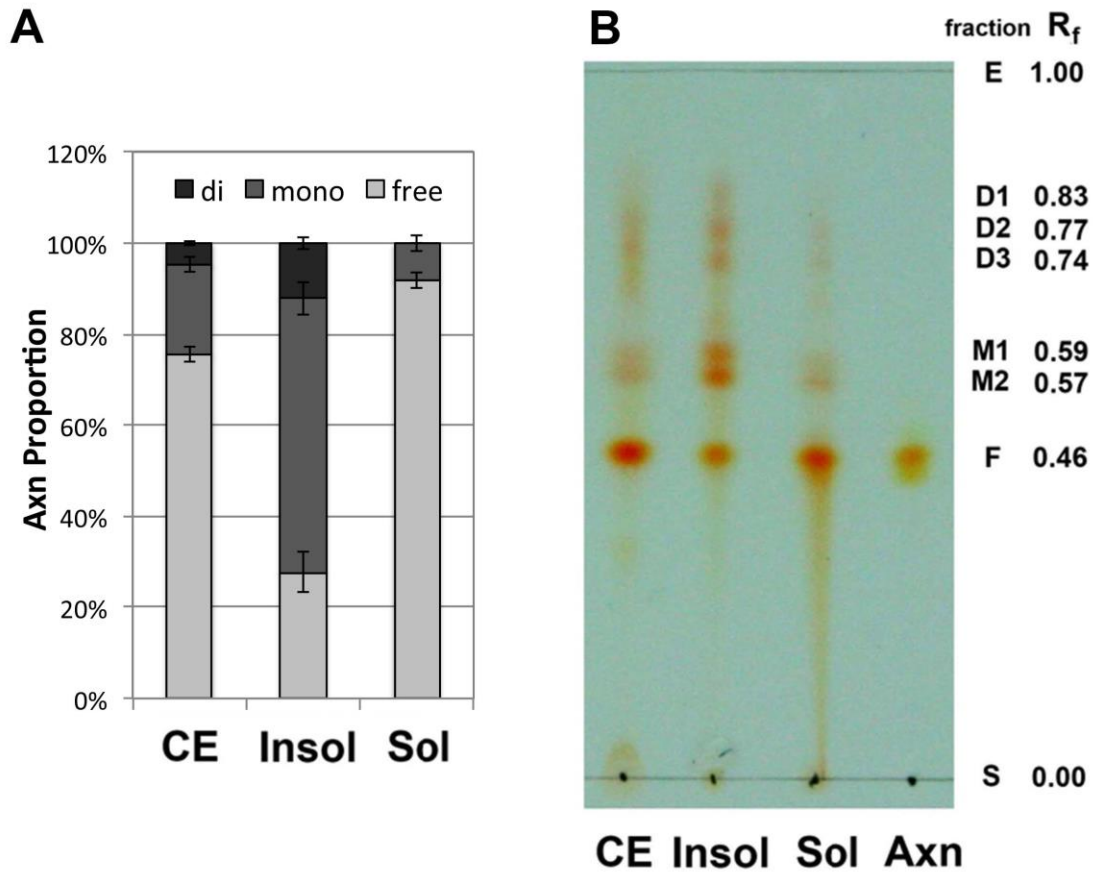 A
120%
100%
80%
60%
40%
20%
0%
Axn Proportion
di mono free
CE Insol Sol
B
fraction Rf
E 1.00
D1 0.83
D2 0.77
D3 0.74
M1 0.59
M2 0.57
F 0.46
S 0.00
CE Insol Sol Axn